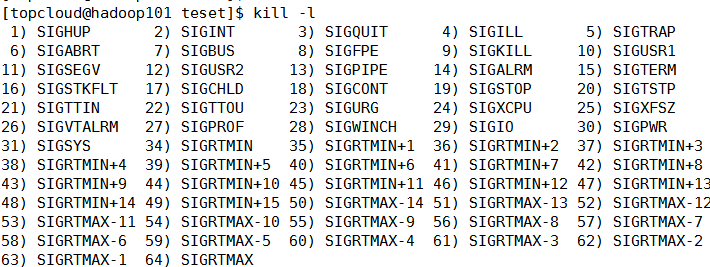 [topcloud@hadoop101 teset]$ kill -l
 1) SIGHUP       2) SIGINT       3) SIGQUIT      4) SIGILL       5) SIGTRAP
 6) SIGABRT      7) SIGBUS       8) SIGFPE       9) SIGKILL     10) SIGUSR1
11) SIGSEGV     12) SIGUSR2     13) SIGPIPE     14) SIGALRM     15) SIGTERM
16) SIGSTKFLT   17) SIGCHLD     18) SIGCONT     19) SIGSTOP     20) SIGTSTP
21) SIGTTIN     22) SIGTTOU     23) SIGURG      24) SIGXCPU     25) SIGXFSZ
26) SIGVTALRM   27) SIGPROF     28) SIGWINCH    29) SIGIO       30) SIGPWR
31) SIGSYS      34) SIGRTMIN    35) SIGRTMIN+1  36) SIGRTMIN+2  37) SIGRTMIN+3
38) SIGRTMIN+4  39) SIGRTMIN+5  40) SIGRTMIN+6  41) SIGRTMIN+7  42) SIGRTMIN+8
43) SIGRTMIN+9  44) SIGRTMIN+10 45) SIGRTMIN+11 46) SIGRTMIN+12 47) SIGRTMIN+13
48) SIGRTMIN+14 49) SIGRTMIN+15 50) SIGRTMAX-14 51) SIGRTMAX-13 52) SIGRTMAX-12
53) SIGRTMAX-11 54) SIGRTMAX-10 55) SIGRTMAX-9  56) SIGRTMAX-8  57) SIGRTMAX-7
58) SIGRTMAX-6  59) SIGRTMAX-5  60) SIGRTMAX-4  61) SIGRTMAX-3  62) SIGRTMAX-2
63) SIGRTMAX-1  64) SIGRTMAX